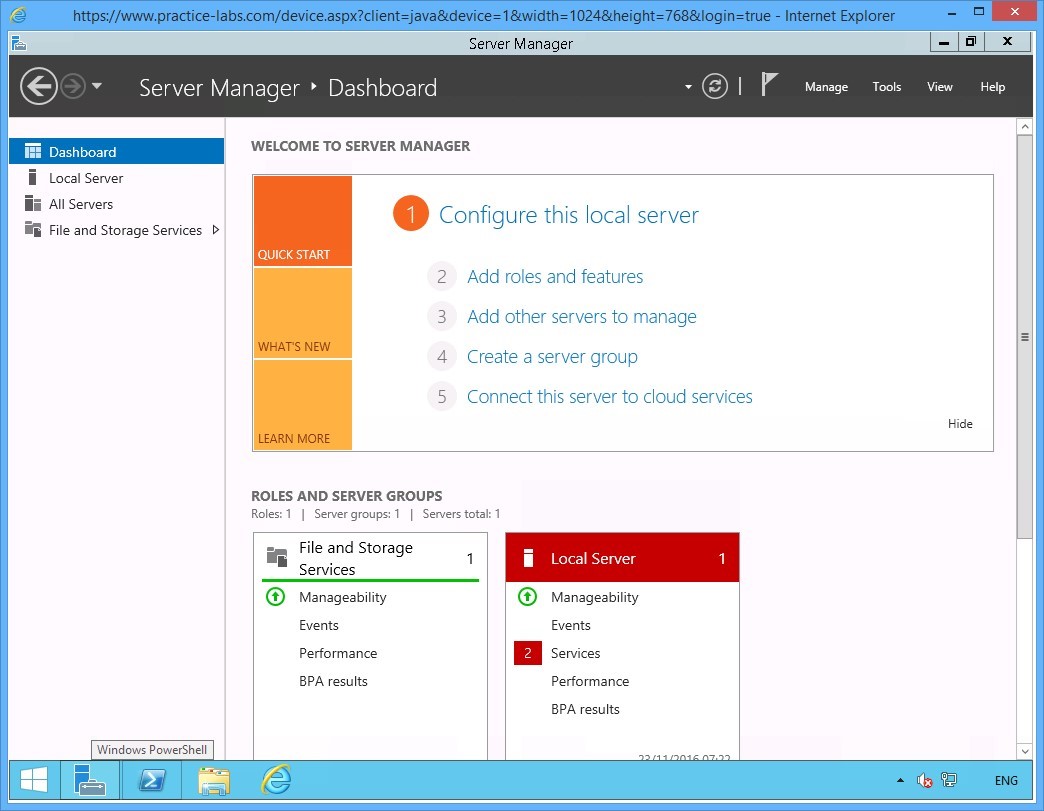 https://www.practice-labs.com/device.aspx?client=java&device=1&width=1024&height=768&login=true - Internet Explorer
Server Manager
Server Manager Dashboard
Manage Tools View Help
Dashboard
Local Server
All Servers
File and Storage Services
WELCOME TO SERVER MANAGER
QUICK START
WHAT'S NEW
LEARN MORE
1 Configure this local server
2 Add roles and features
3 Add other servers to manage
4 Create a server group
5 Connect this server to cloud services
Hide
ROLES AND SERVER GROUPS
Roles: 1 | Server groups: 1 | Servers total: 1
File and Storage
Services 1
Manageability
Events
Performance
BPA results
Local Server 1
Manageability
Events
2 Services
Performance
BPA results
23/11/2016 07:22
Windows PowerShell
ENG